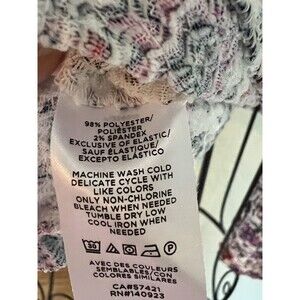 98% POLYESTER/
POLIÉSTER
2% SPANDEX
EXCLUSIVE OF ELASTIC/
SAUF ÉLASTIQUE/
EXCEPTO ELASTICO
MACHINE WASH COLD
DELICATE CYCLE WITH
LIKE COLORS
ONLY NON-CHLORINE
BLEACH WHEN NEEDED
TUMBLE DRY LOW
COOL IRON WHEN
NEEDED
30
AVEC DES COULEURS
SEMBLABLES/CON
COLORES SIMILARES
CA#57421
RN#140923